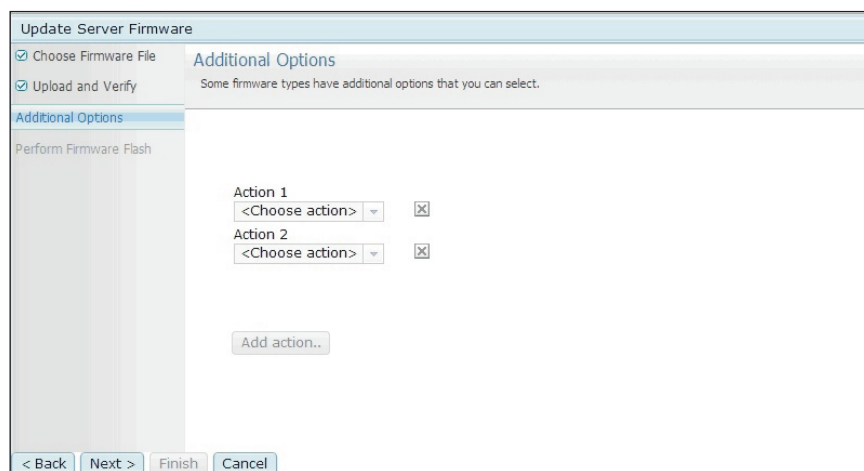 Update Server Firmware
Choose Firmware File
Upload and Verify
Additional Options
Perform Firmware Flash
Additional Options
Some firmware types have additional options that you can select.
Action 1
<Choose action>
Action 2
<Choose action>
Add action..
< Back
Next >
Finish
Cancel